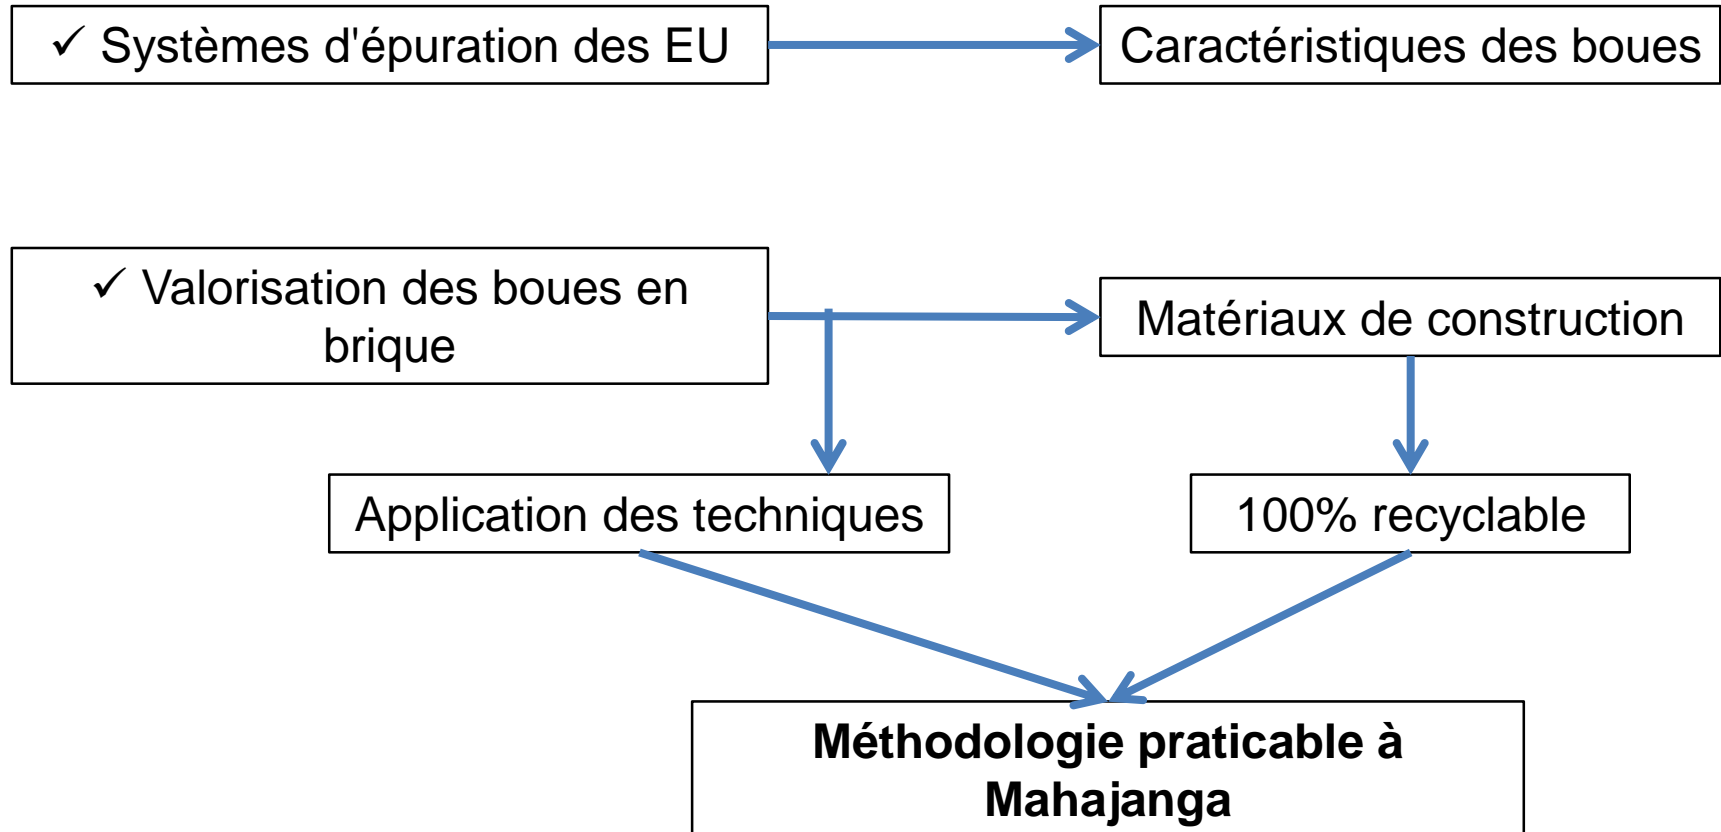 ✓ Systèmes d'épuration des EU
Caractéristiques des boues
✓ Valorisation des boues en
brique
Matériaux de construction
Application des techniques
100% recyclable
Méthodologie praticable à
Mahajanga